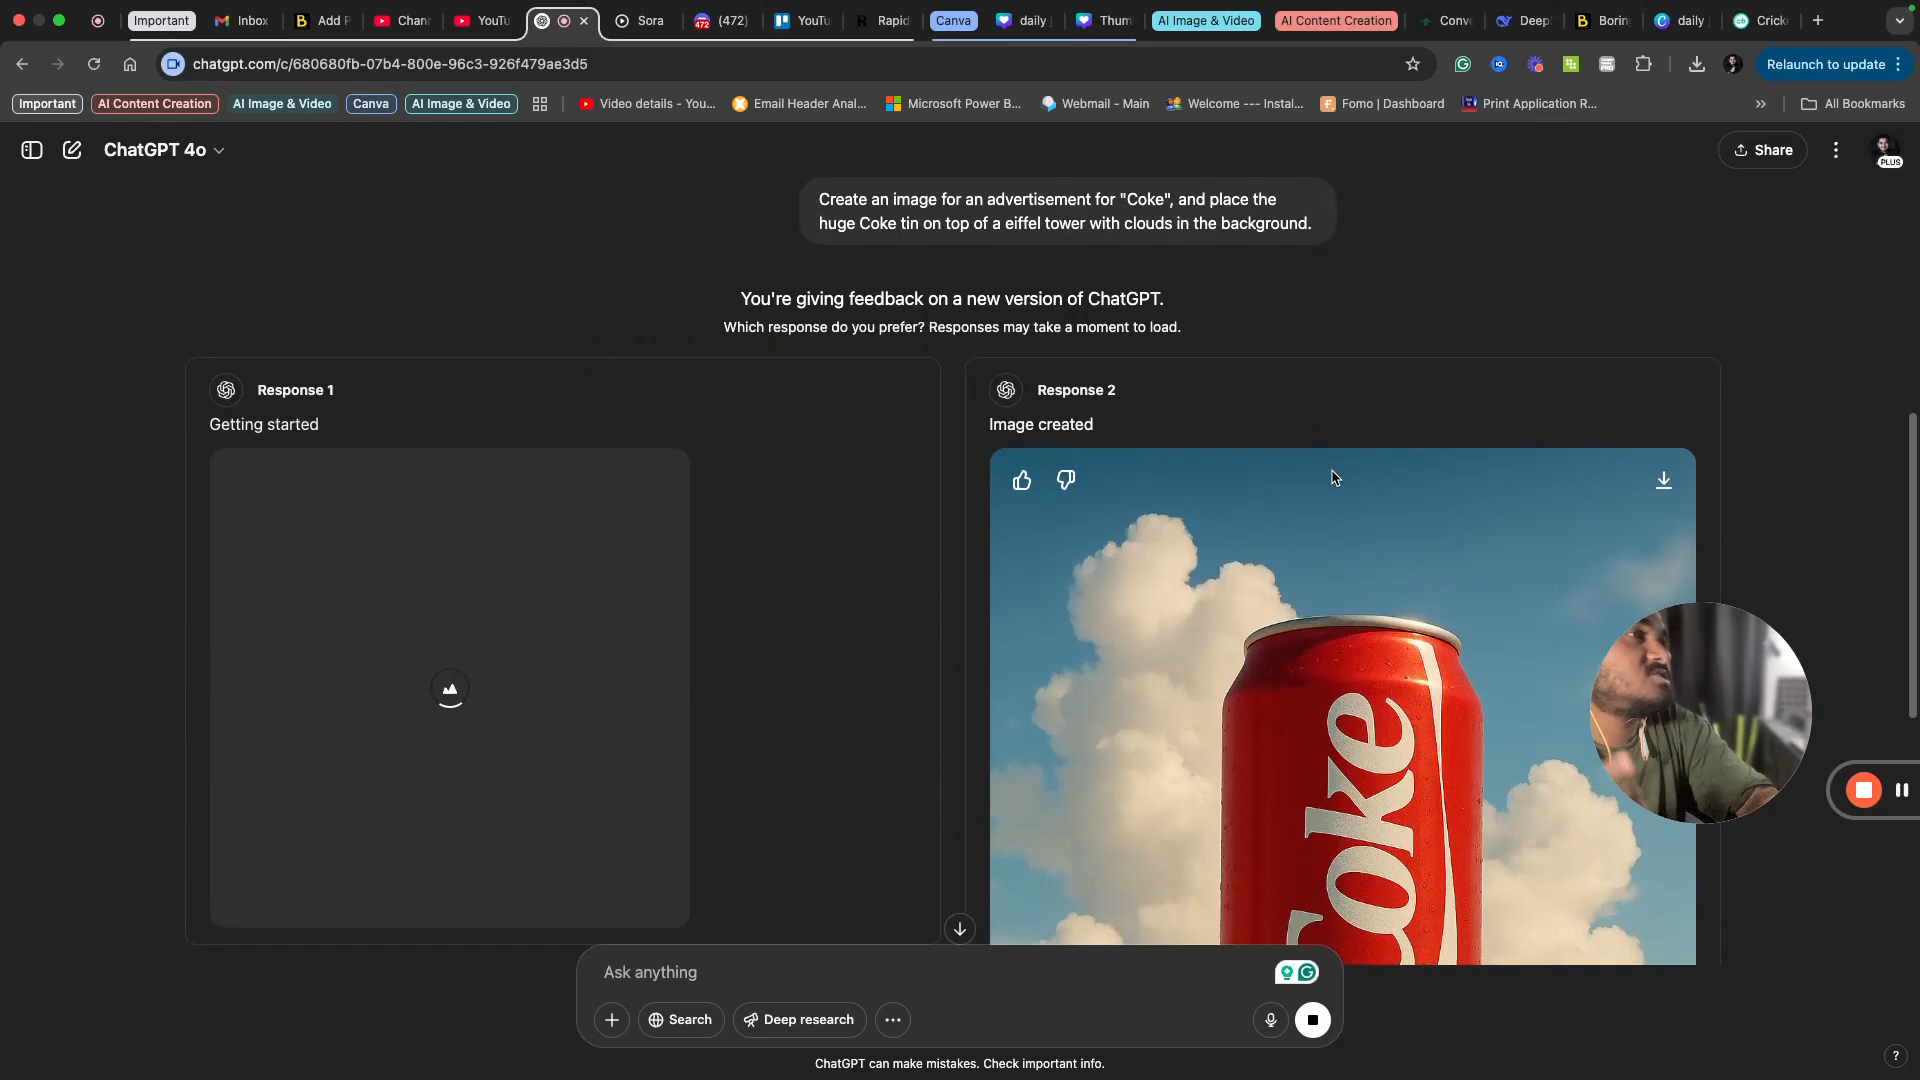 Important
Inbox
Add P
Chann
YouTu
Sora
(472)
YouTu
Rapid
Canva
daily j
Thum
AI Image & Video
AI Content Creation
Conve
Deep
Borin
daily
Cricke
chatgpt.com/c/680680fb-07b4-800e-96c3-926f479ae3d5
Relaunch to update
Important
AI Content Creation
AI Image & Video
Canva
AI Image & Video
Video details - You...
Email Header Anal...
Microsoft Power B...
Webmail - Main
Welcome --- Instal...
Fomo | Dashboard
Print Application R...
All Bookmarks
ChatGPT 4o
Share
PLUS
Create an image for an advertisement for "Coke", and place the
huge Coke tin on top of a eiffel tower with clouds in the background.
You're giving feedback on a new version of ChatGPT.
Which response do you prefer? Responses may take a moment to load.
Response 1
Getting started
Response 2
Image created
Coke
Ask anything
Search
Deep research
ChatGPT can make mistakes. Check important info.
?